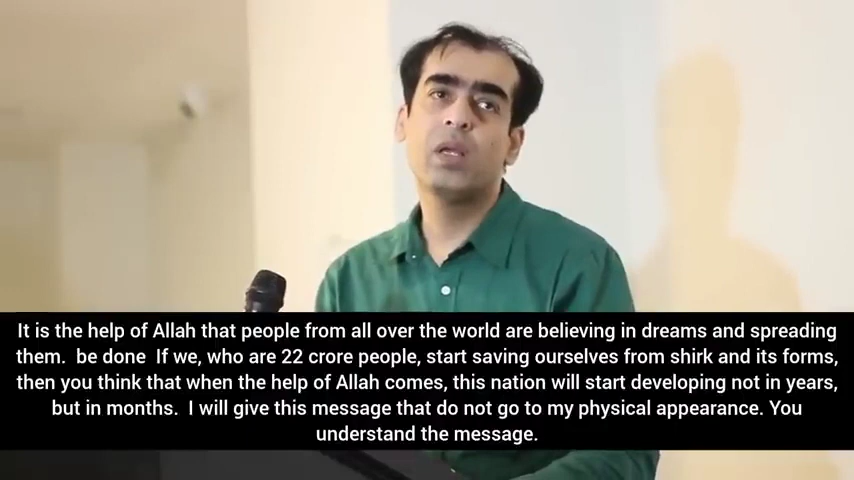 It is the help of Allah that people from all over the world are believing in dreams and spreading
them.  be done  If we, who are 22 crore people, start saving ourselves from shirk and its forms,
then you think that when the help of Allah comes, this nation will start developing not in years,
but in months.  I will give this message that do not go to my physical appearance. You
understand the message.